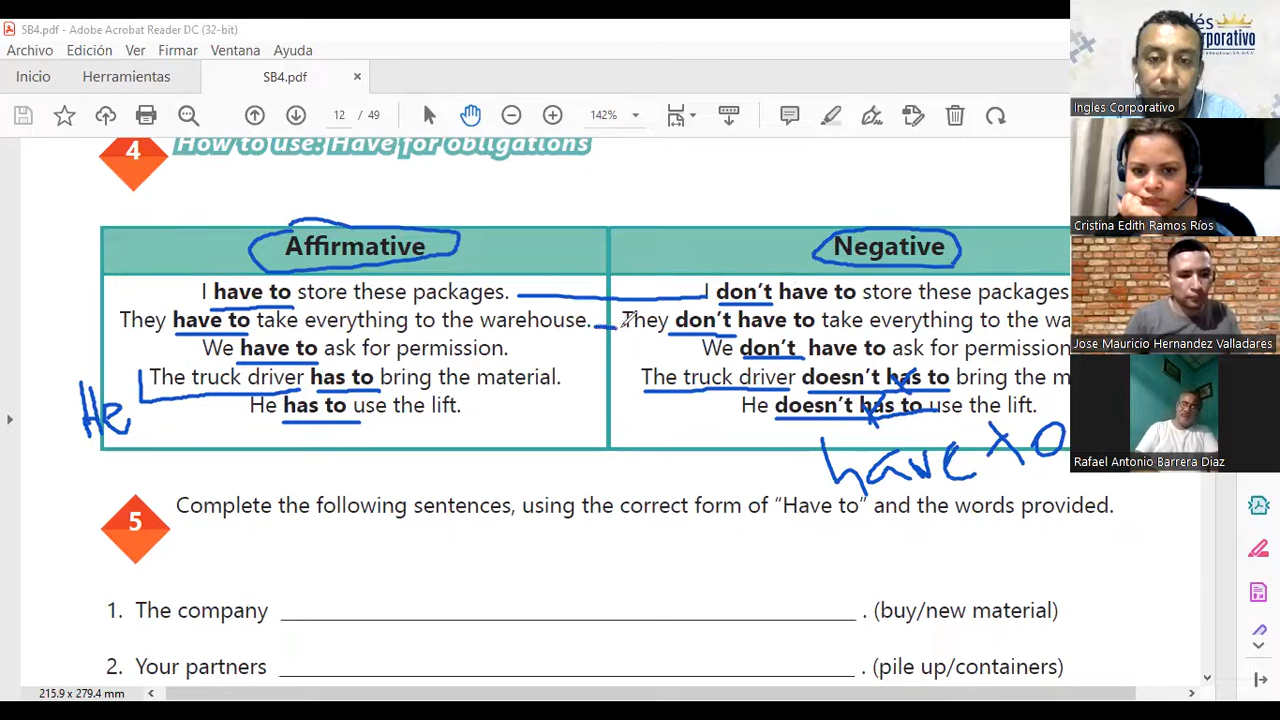 SB4.pdf - Adobe Acrobat Reader DC (32-bit)
Archivo Edición Ver Firmar Ventana Ayuda
Inicio Herramientas SB4.pdf ×
12 / 49 142%
4 How to use: Have for obligations
Affirmative Negative
I have to store these packages. I don't have to store these packages
They have to take everything to the warehouse. They don't have to take everything to the wa
We have to ask for permission. We don't have to ask for permission
The truck driver has to bring the material. The truck driver doesn't has to bring the m
He has to use the lift. He doesn't has to use the lift.
He
have to
5 Complete the following sentences, using the correct form of “Have to” and the words provided.
1. The company ______ . (buy/new material)
2. Your partners ______ . (pile up/containers)
215.9 x 279.4 mm
lés
Corporativo
Ingles Corporativo
Cristina Edith Ramos Ríos
Jose Mauricio Hernandez Valladares
Rafael Antonio Barrera Diaz